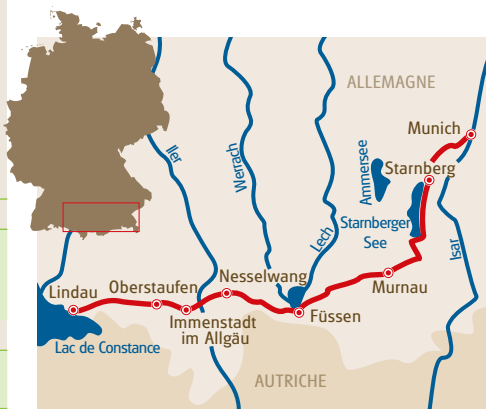 ALLEMAGNE
Munich
Iller
Werach
Ammersee
Starnberg
Starnberger
See
Lech
Isar
Nesselwang
Oberstaufen
Lindau
Murnau
Füssen
Immenstadt
im Allgäu
Lac de Constance
AUTRICHE